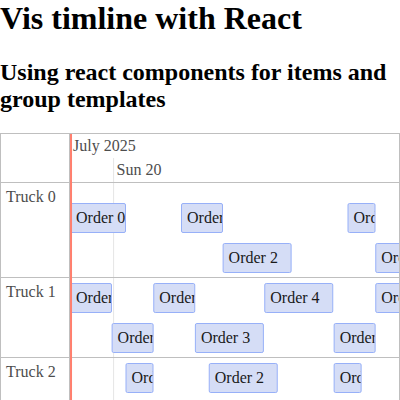 Vis timline with React
Using react components for items and
group templates
July 2025
Sun 20
Truck 0
Order 0
Order
Orc
Order 2
Or
Truck 1
Order
Order
Order 4
Or
Order
Order 3
Order
Truck 2
Orc
Order 2
Orc